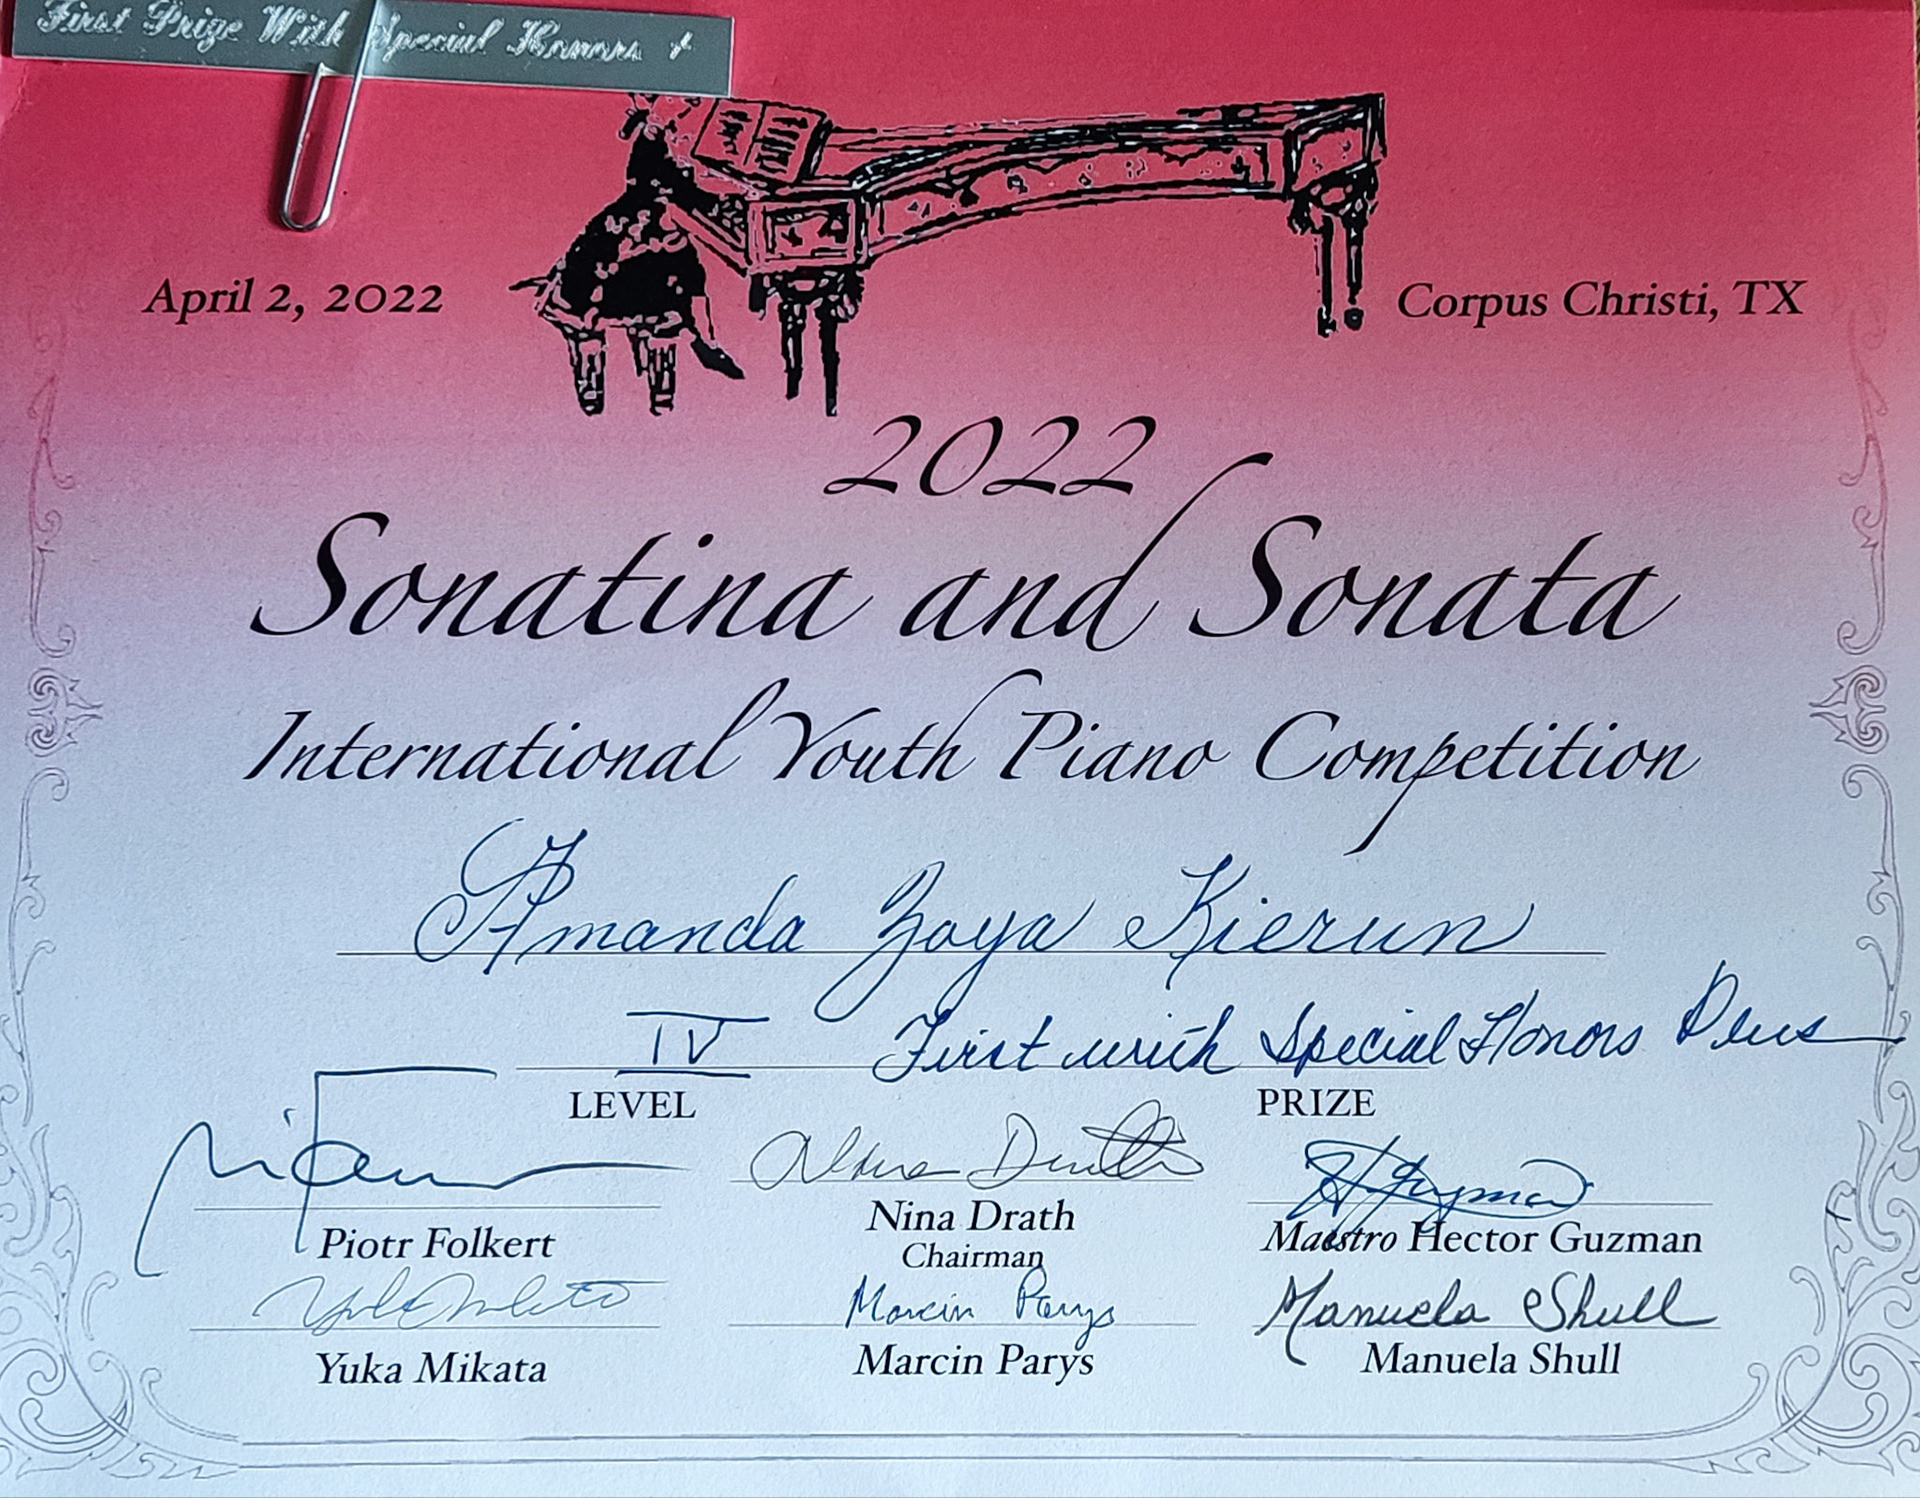 First Prize With Special Honors +
April 2, 2022
Corpus Christi, TX
2022
Sonatina and Sonata
International Youth Piano Competition
Amanda Zoya Kierun
IV First with Special Honors Plus
LEVEL PRIZE
Nina Drath
Piotr Folkert
Nina Drath
Maestro Hector Guzman
Chairman
Marcin Parys
Manuela Shull
Yuka Mikata
Marcin Parys
Manuela Shull